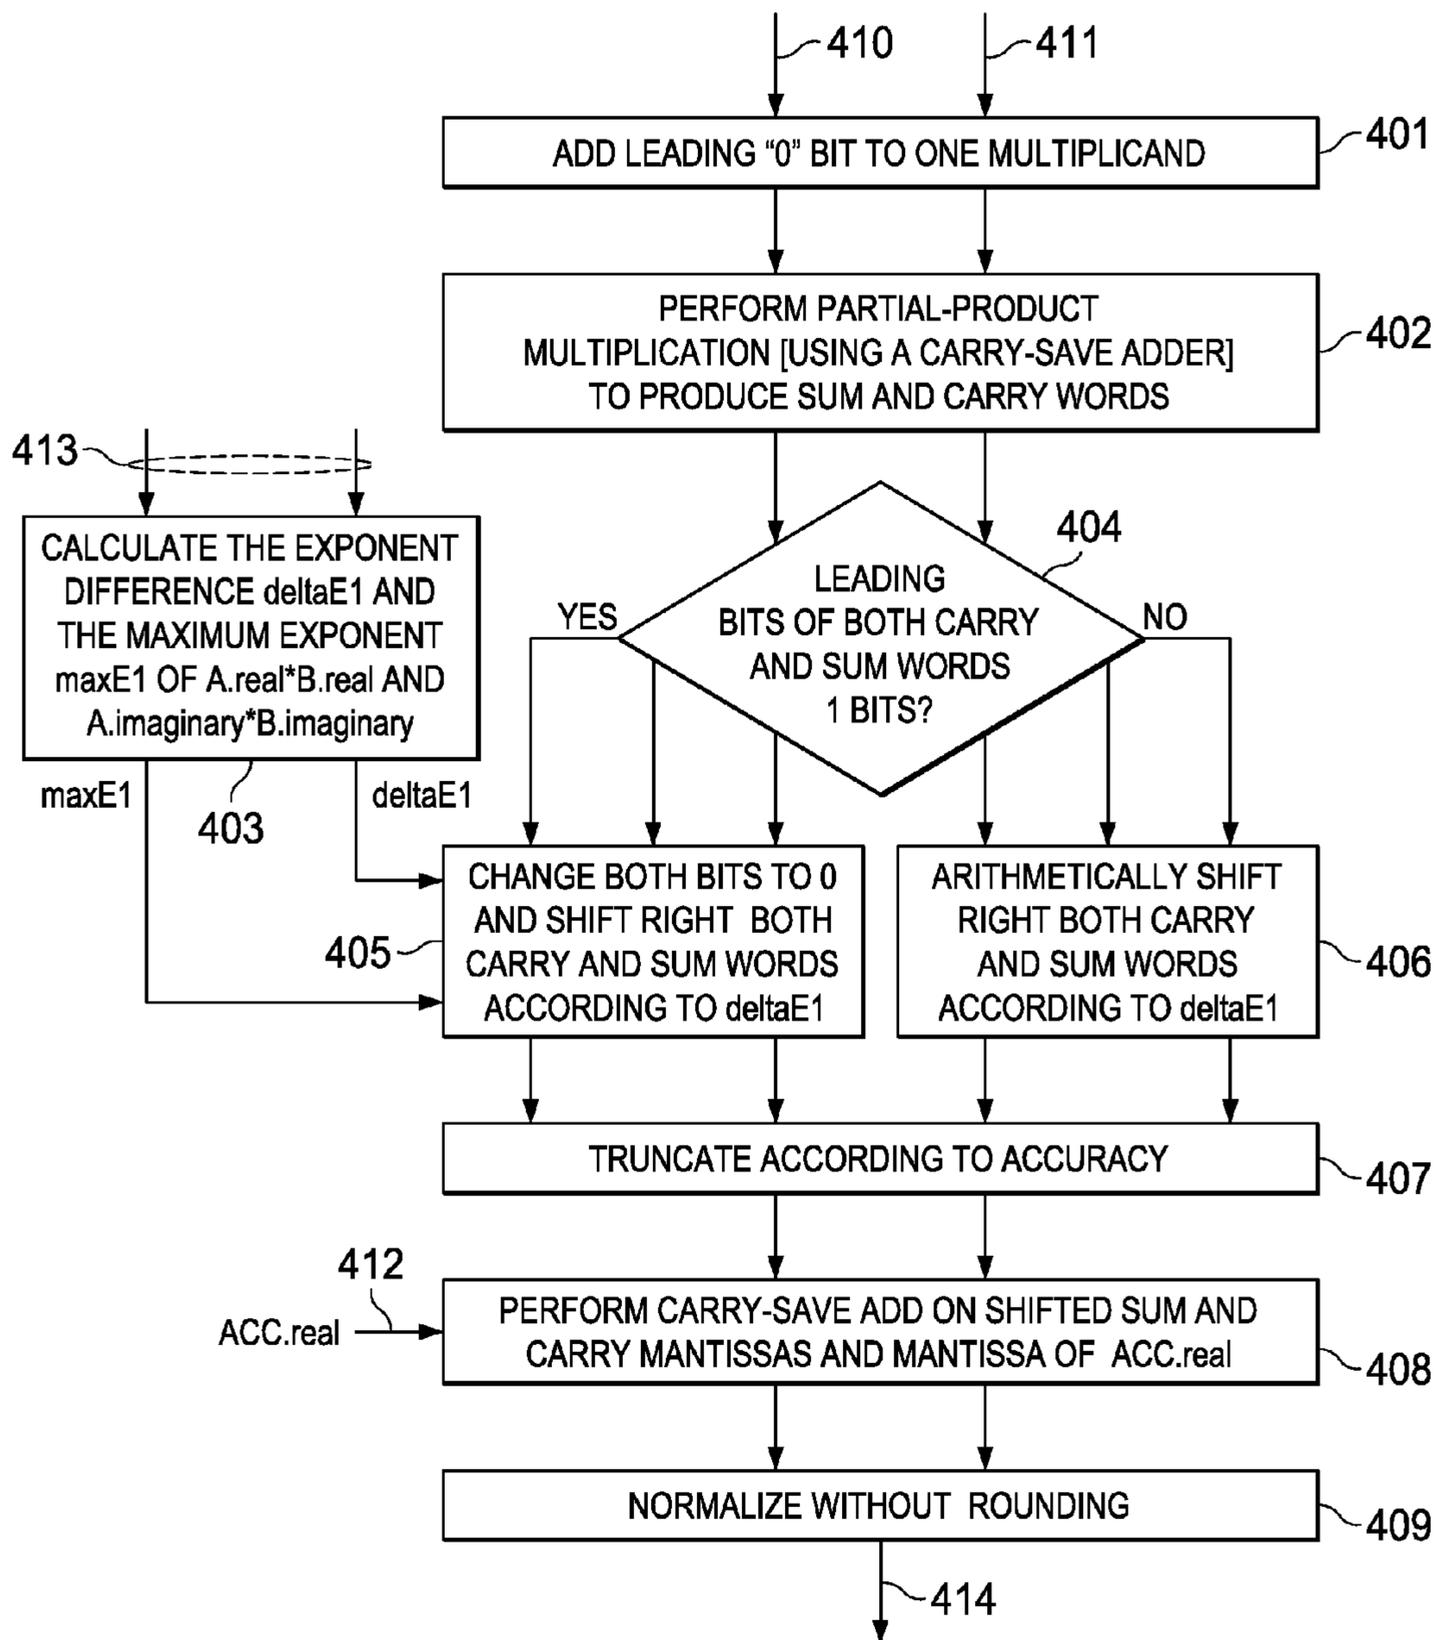 410
411
ADD LEADING “0” BIT TO ONE MULTIPLICAND
401
PERFORM PARTIAL-PRODUCT
MULTIPLICATION [USING A CARRY-SAVE ADDER]
TO PRODUCE SUM AND CARRY WORDS
402
413
CALCULATE THE EXPONENT
DIFFERENCE deltaE1 AND
THE MAXIMUM EXPONENT
maxE1 OF A.real*B.real AND
A.imaginary*B.imaginary
maxE1
deltaE1
403
LEADING
BITS OF BOTH CARRY
AND SUM WORDS
1 BITS?
404
YES
NO
CHANGE BOTH BITS TO 0
AND SHIFT RIGHT BOTH
CARRY AND SUM WORDS
ACCORDING TO deltaE1
405
ARITHMETICALLY SHIFT
RIGHT BOTH CARRY
AND SUM WORDS
ACCORDING TO deltaE1
406
TRUNCATE ACCORDING TO ACCURACY
407
412
ACC.real
PERFORM CARRY-SAVE ADD ON SHIFTED SUM AND
CARRY MANTISSAS AND MANTISSA OF ACC.real
408
NORMALIZE WITHOUT ROUNDING
409
414